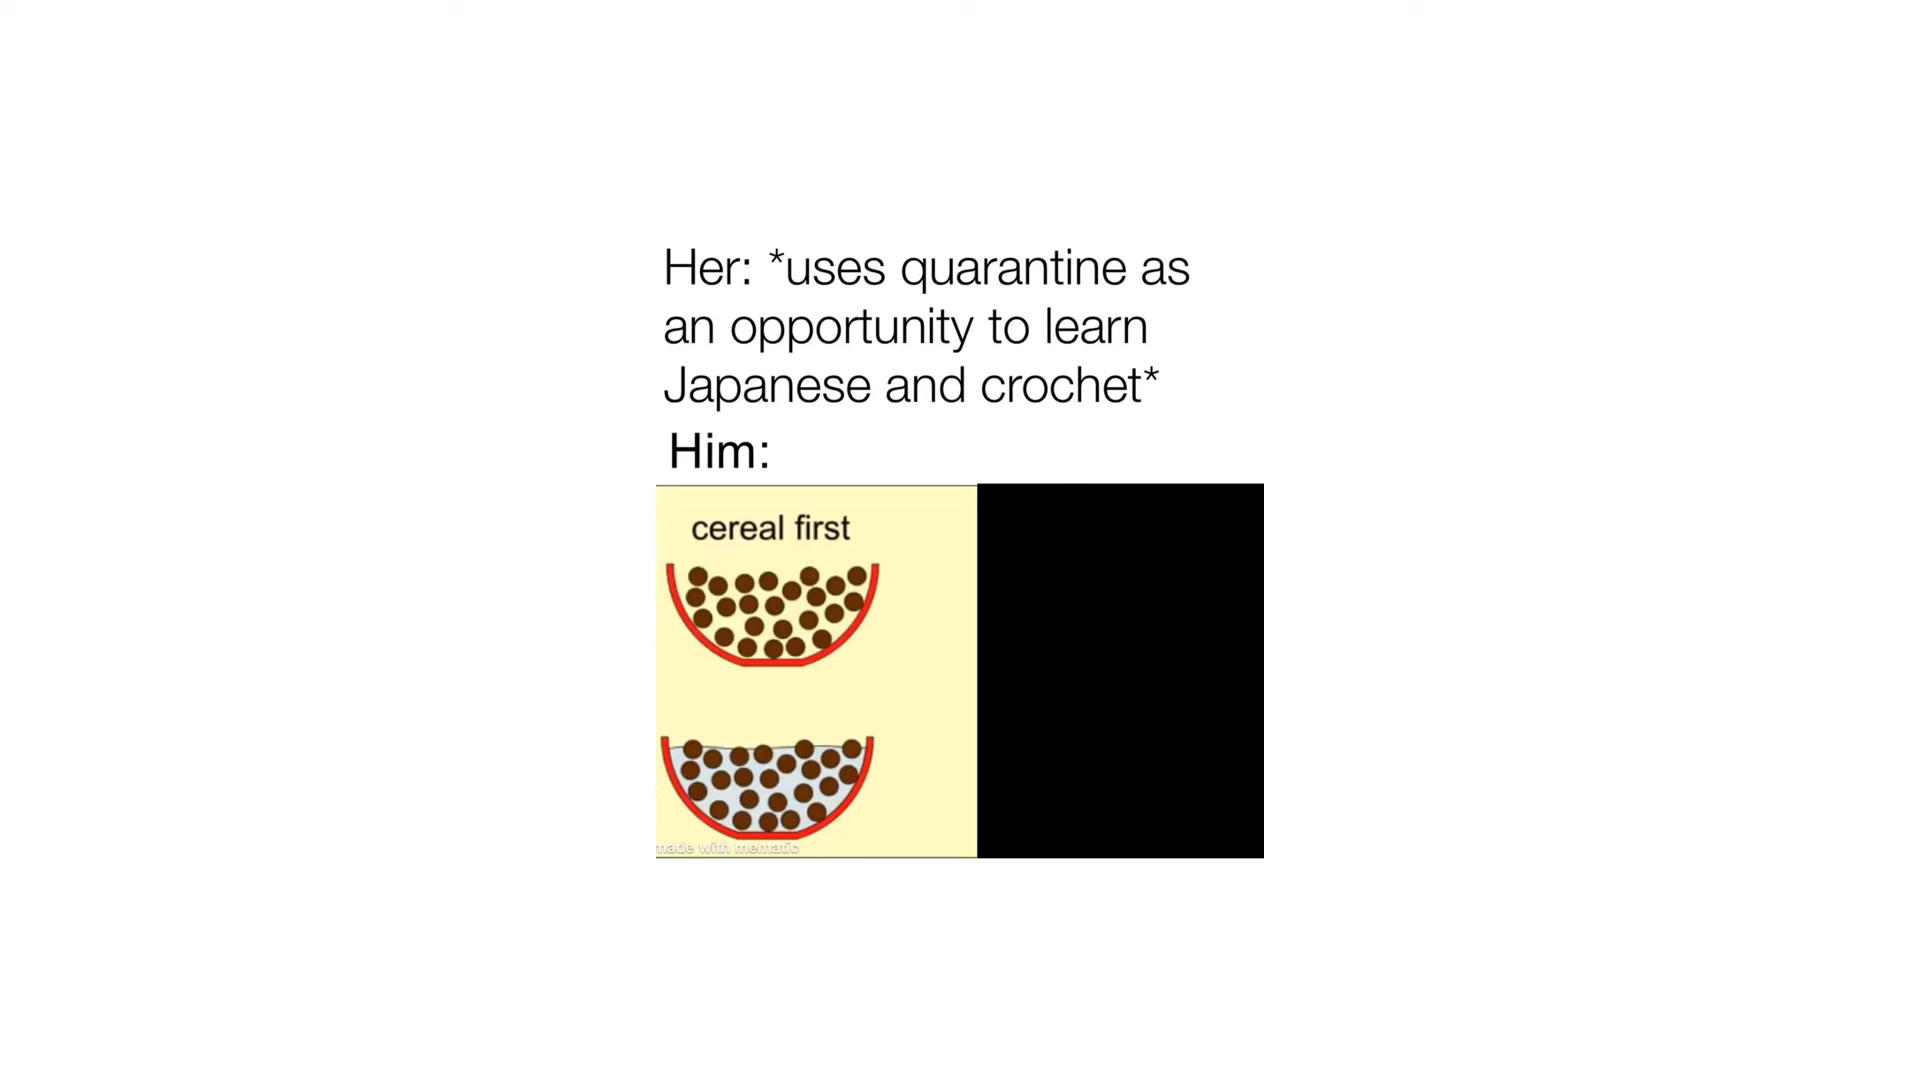 Her: *uses quarantine as
an opportunity to learn
Japanese and crochet*
Him:
cereal first
made with mematic